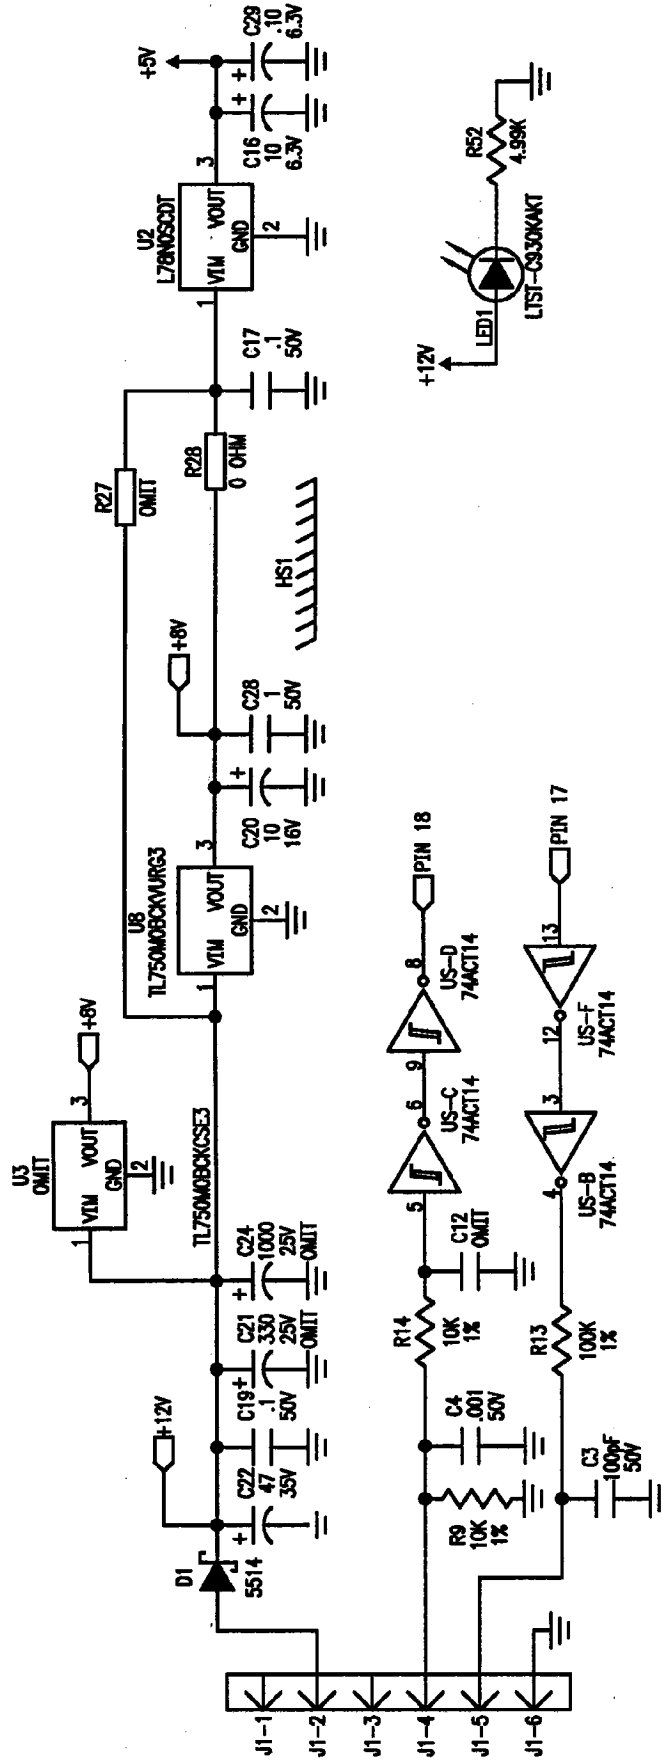 J1-1
J1-2
J1-3
J1-4
J1-5
J1-6
D1
5514
+12V
C22
47
35V
C19
.1
50V
C21
330
25V
OMIT
C24
1000
25V
OMIT
U3
OMIT
VIM
VOUT
GND
1
2
3
+8V
TL750M08CKCSE3
U8
TL750M08CKVURG3
VIM
VOUT
GND
1
2
3
C20
10
16V
C28
1
50V
+8V
HS1
R27
OMIT
R28
0 OHM
C17
.1
50V
U2
L78N05CDT
VIM
VOUT
GND
1
2
3
C16
10
6.3V
C29
.10
6.3V
+5V
R9
10K
1%
C4
.001
50V
R14
10K
1%
C12
OMIT
5
6
US-C
74ACT14
9
8
US-D
74ACT14
PIN 18
C3
100pF
50V
R13
100K
1%
4
3
US-B
74ACT14
12
13
US-F
74ACT14
PIN 17
+12V
LED1
LTST-C930KAKT
R52
4.99K